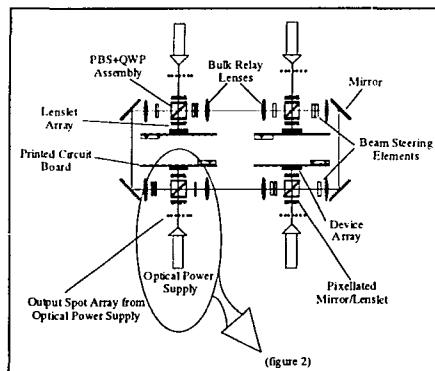 PBS+QWP
Assembly
Bulk Relay
Lenses
Mirror
Lenslet
Array
Printed Circuit
Board
Beam Steering
Elements
Device
Array
Optical Power
Supply
Pixellated
Mirror/Lenslet
Output Spot Array from
Optical Power Supply
(figure 2)